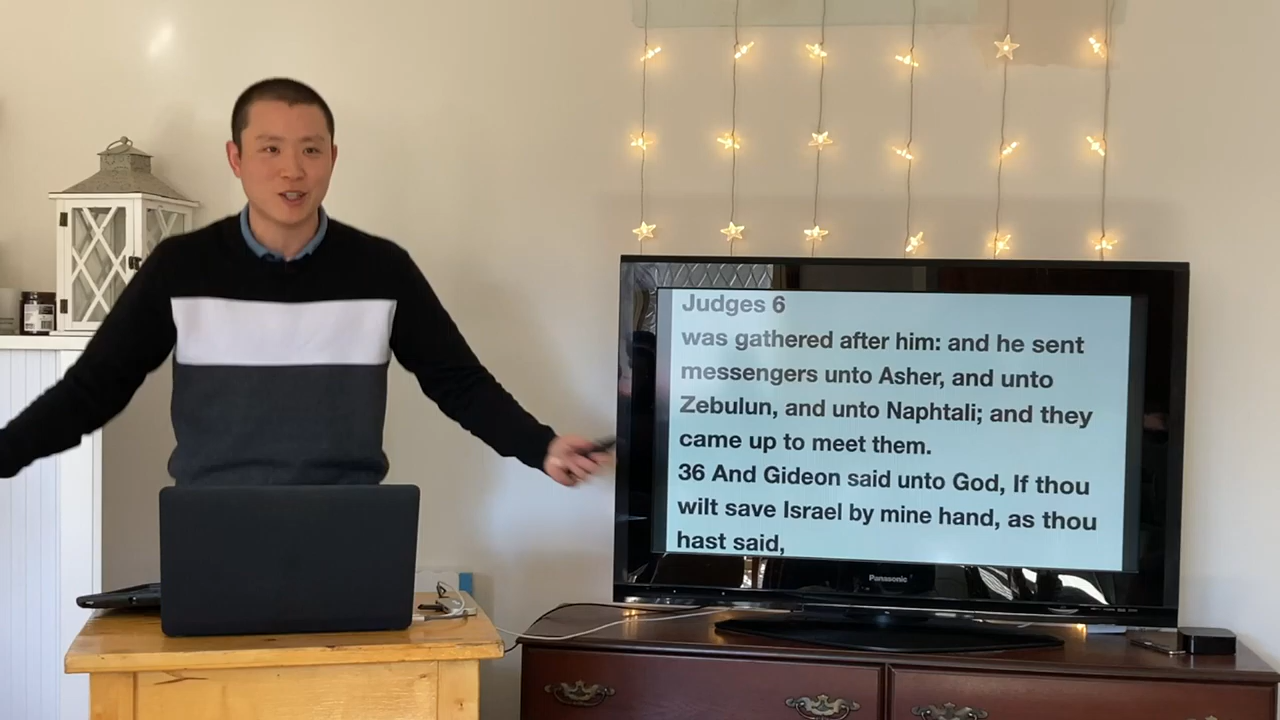 Judges 6
was gathered after him: and he sent
messengers unto Asher, and unto
Zebulun, and unto Naphtali; and they
came up to meet them.
36 And Gideon said unto God, If thou
wilt save Israel by mine hand, as thou
hast said,
Panasonic